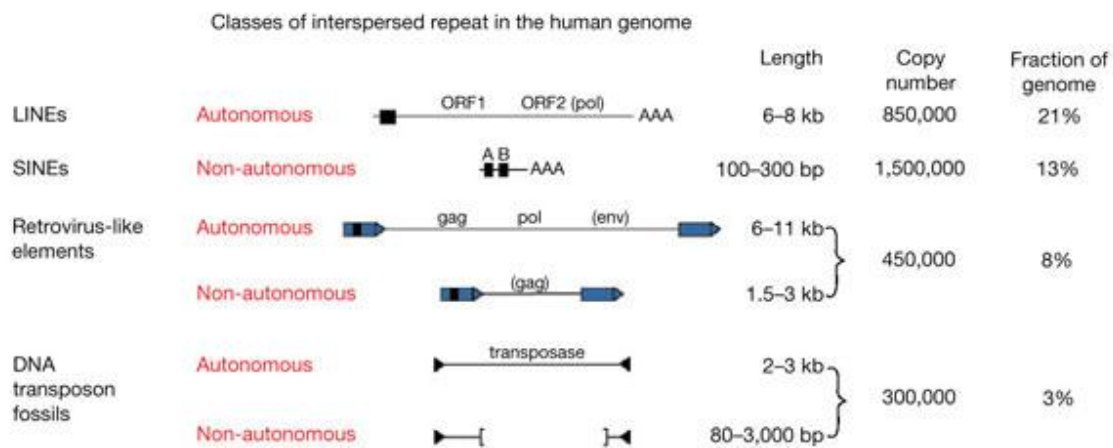 Classes of interspersed repeat in the human genome
Length Copy number Fraction of genome
LINEs Autonomous ORF1 ORF2 (pol) AAA 6–8 kb 850,000 21%
SINEs Non-autonomous A B AAA 100–300 bp 1,500,000 13%
Retrovirus-like elements Autonomous gag pol (env) 6–11 kb 450,000 8%
Non-autonomous (gag) 1.5–3 kb
DNA transposon fossils Autonomous transposase 2–3 kb 300,000 3%
Non-autonomous 80–3,000 bp